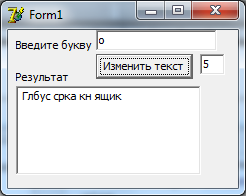 Form1
Введите букву о
Изменить текст 5
Результат
Глбус срка кн ящик